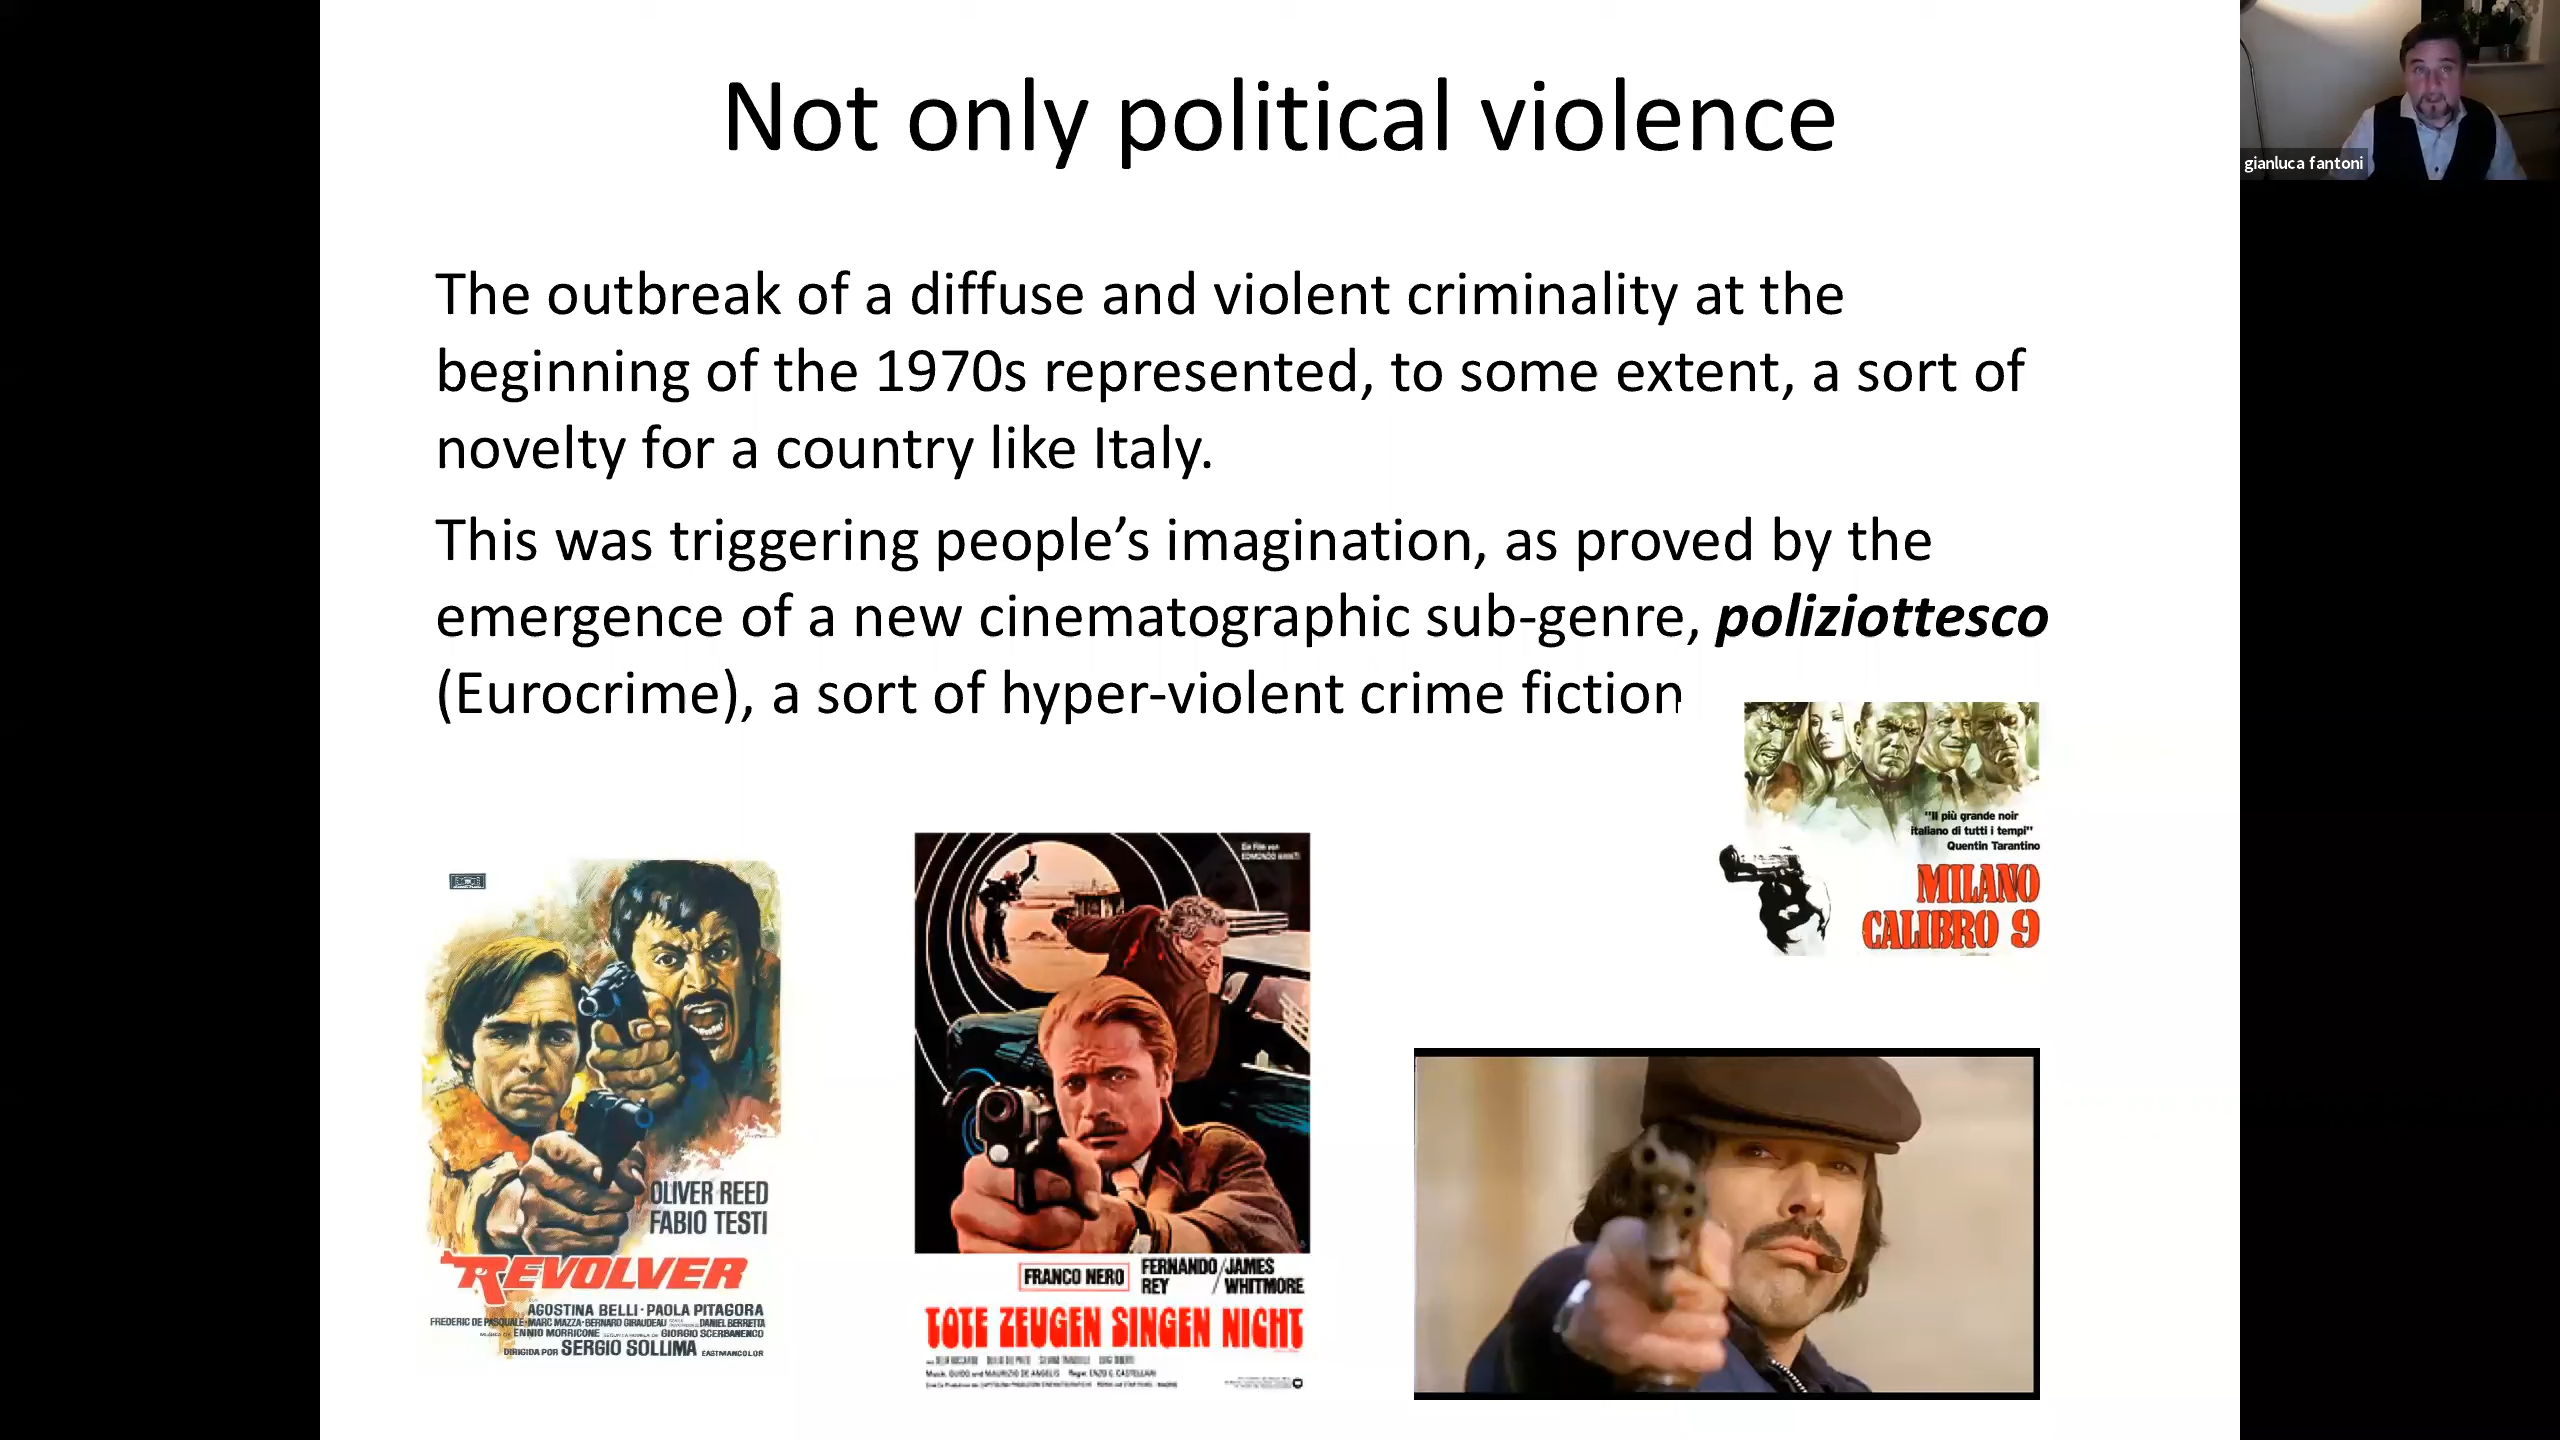 Not only political violence
gianluca fantoni
The outbreak of a diffuse and violent criminality at the
beginning of the 1970s represented, to some extent, a sort of
novelty for a country like Italy.
This was triggering people’s imagination, as proved by the
emergence of a new cinematographic sub-genre, poliziottesco
(Eurocrime), a sort of hyper-violent crime fiction
"Il più grande noir
italiano di tutti i tempi"
Quentin Tarantino
MILANO
CALIBRO 9
OLIVER REED
FABIO TESTI
REVOLVER
AGOSTINA BELLI · PAOLA PITAGORA
FREDERIC DE PASQUALE · MARC MAZZA · BERNARD GIRAUDEAU DANIEL BERRETTA
ENNIO MORRICONE GIORGIO SCERBANENCO
DIRIGIDA POR SERGIO SOLLIMA EASTMANCOLOR
Ein Film von
FRANCO NERO
FERNANDO REY / JAMES WHITMORE
TOTE ZEUGEN SINGEN NICHT
Musik: GUIDO und MAURIZIO DE ANGELIS Regie: ENZO G. CASTELLARI